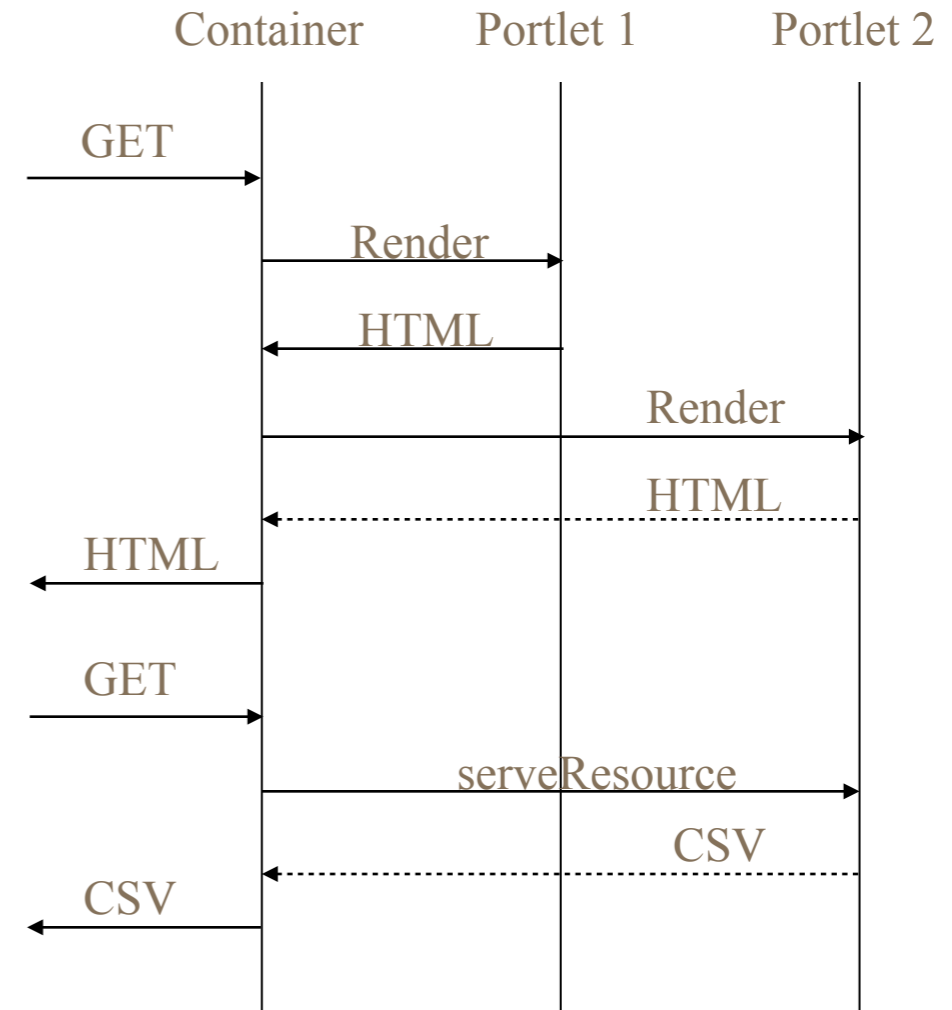 Container Portlet 1 Portlet 2
GET
Render
HTML
Render
HTML
HTML
GET
serveResource
CSV
CSV